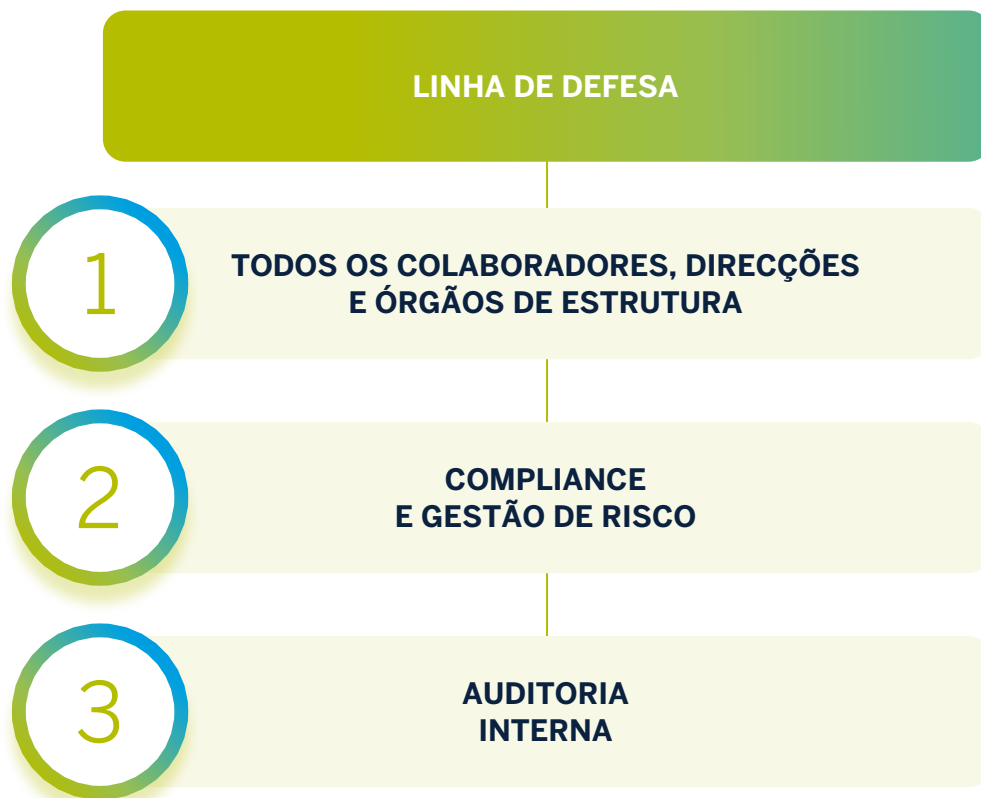 LINHA DE DEFESA
1
TODOS OS COLABORADORES, DIRECÇÕES
E ÓRGÃOS DE ESTRUTURA
2
COMPLIANCE
E GESTÃO DE RISCO
3
AUDITORIA
INTERNA